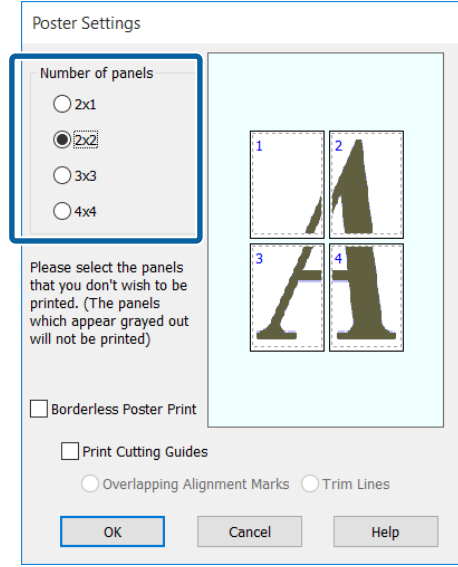 Poster Settings
Number of panels
2x1
2x2
3x3
4x4
1
2
3
4
Please select the panels
that you don't wish to be
printed. (The panels
which appear grayed out
will not be printed)
Borderless Poster Print
Print Cutting Guides
Overlapping Alignment Marks
Trim Lines
OK
Cancel
Help